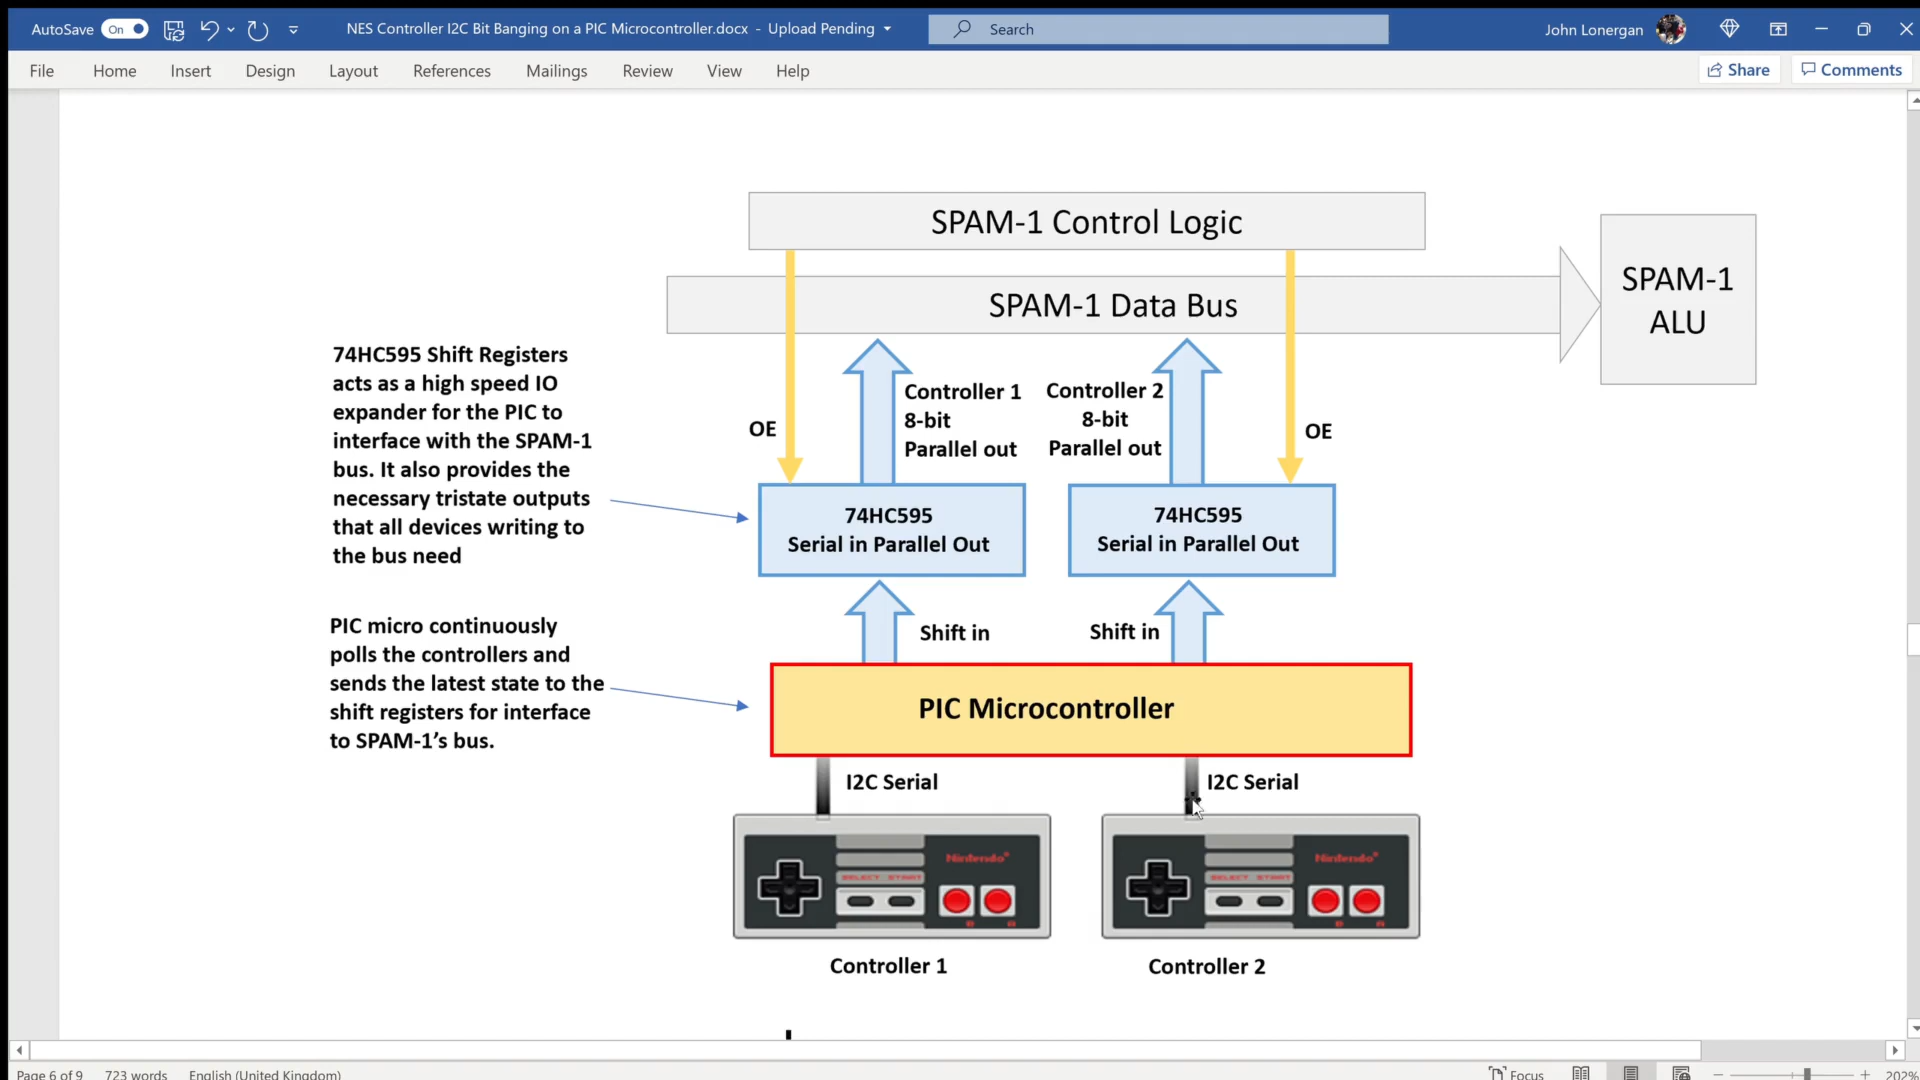 AutoSave On NES Controller I2C Bit Banging on a PIC Microcontroller.docx - Upload Pending Search John Lonergan
File Home Insert Design Layout References Mailings Review View Help Share Comments
SPAM-1 Control Logic
SPAM-1 Data Bus
SPAM-1
ALU
74HC595 Shift Registers
acts as a high speed IO
expander for the PIC to
interface with the SPAM-1
bus. It also provides the
necessary tristate outputs
that all devices writing to
the bus need
OE
Controller 1
8-bit
Parallel out
Controller 2
8-bit
Parallel out
OE
74HC595
Serial in Parallel Out
74HC595
Serial in Parallel Out
PIC micro continuously
polls the controllers and
sends the latest state to the
shift registers for interface
to SPAM-1's bus.
Shift in
Shift in
PIC Microcontroller
I2C Serial
I2C Serial
Nintendo®
SELECT START
B A
Nintendo®
SELECT START
B A
Controller 1
Controller 2
Page 6 of 9 723 words English (United Kingdom) Focus 202%